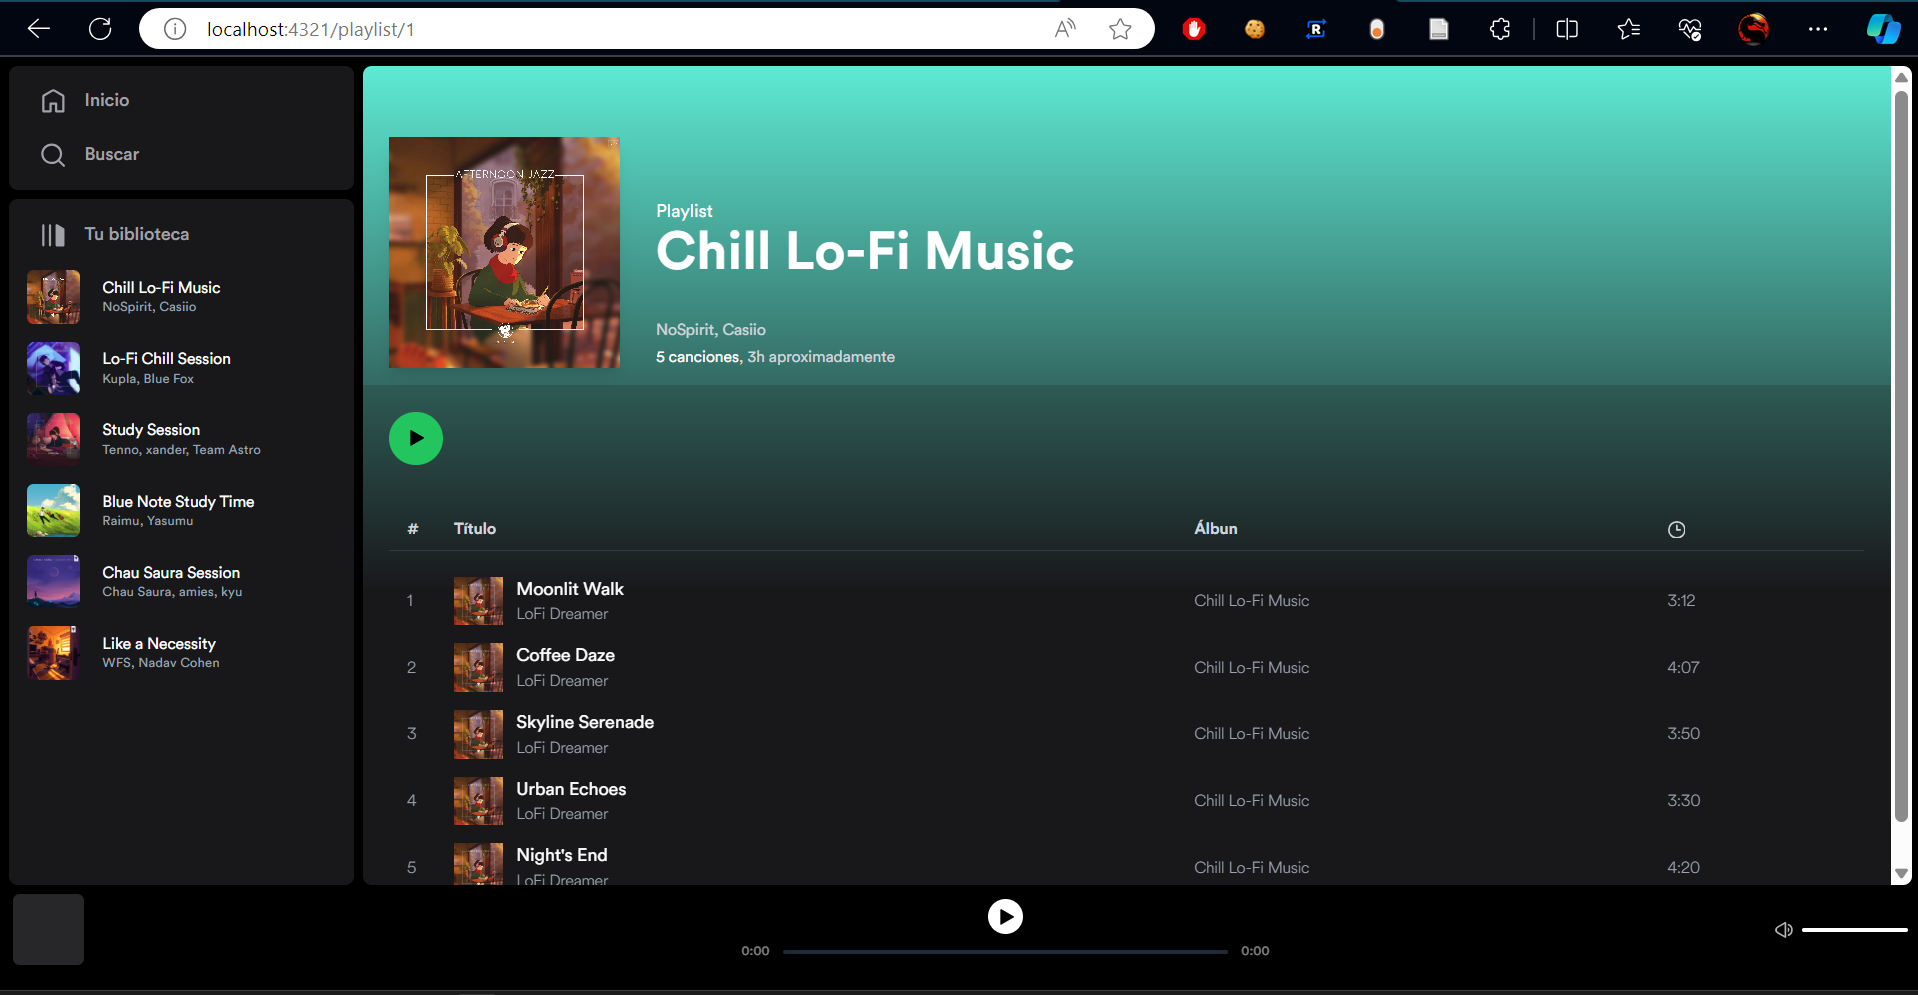 localhost:4321/playlist/1
Inicio
Buscar
Tu biblioteca
Chill Lo-Fi Music
NoSpirit, Casiio
Lo-Fi Chill Session
Kupla, Blue Fox
Study Session
Tenno, xander, Team Astro
Blue Note Study Time
Raimu, Yasumu
Chau Saura Session
Chau Saura, amies, kyu
Like a Necessity
WFS, Nadav Cohen
AFTERNOON JAZZ
Playlist
Chill Lo-Fi Music
NoSpirit, Casiio
5 canciones, 3h aproximadamente
# Título Álbun
1 Moonlit Walk Chill Lo-Fi Music 3:12
LoFi Dreamer
2 Coffee Daze Chill Lo-Fi Music 4:07
LoFi Dreamer
3 Skyline Serenade Chill Lo-Fi Music 3:50
LoFi Dreamer
4 Urban Echoes Chill Lo-Fi Music 3:30
LoFi Dreamer
5 Night's End Chill Lo-Fi Music 4:20
LoFi Dreamer
0:00 0:00